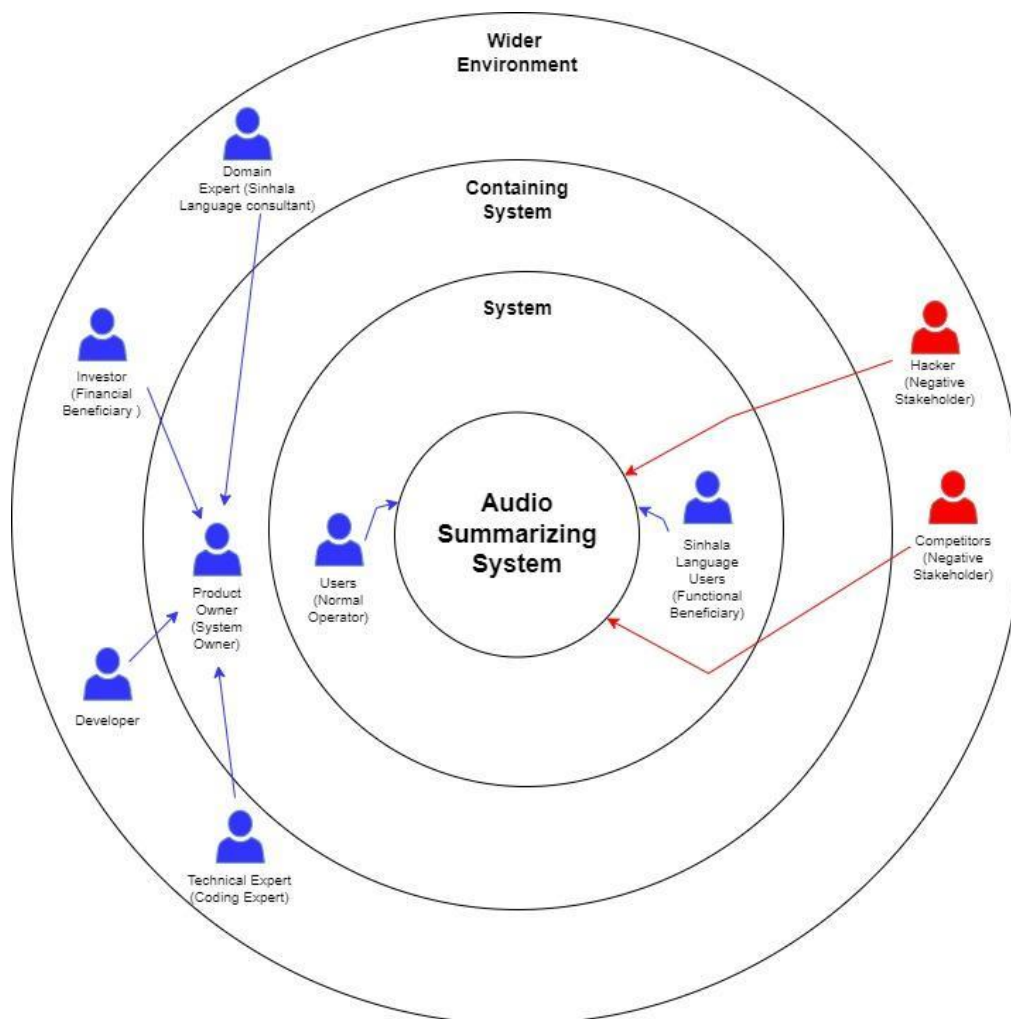 Wider
Environment
Domain
Expert (Sinhala
Language consultant)
Containing
System
System
Investor
(Financial
Beneficiary )
Hacker
(Negative
Stakeholder)
Audio
Summarizing
System
Users
(Normal
Operator)
Sinhala
Language
Users
(Functional
Beneficiary)
Competitors
(Negative
Stakeholder)
Product
Owner
(System
Owner)
Developer
Technical Expert
(Coding Expert)